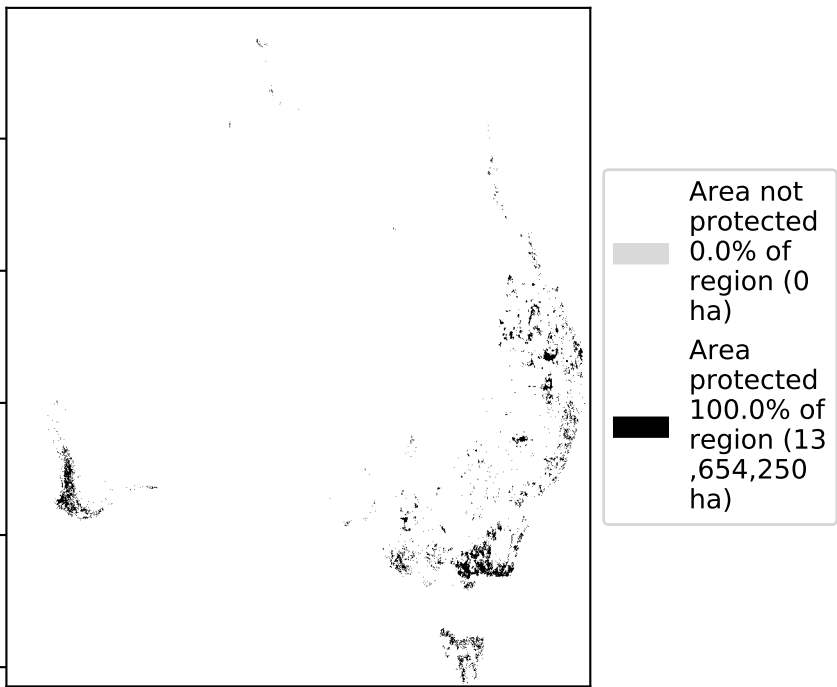 Area not
protected
0.0% of
region (0
ha)
Area
protected
100.0% of
region (13
,654,250
ha)